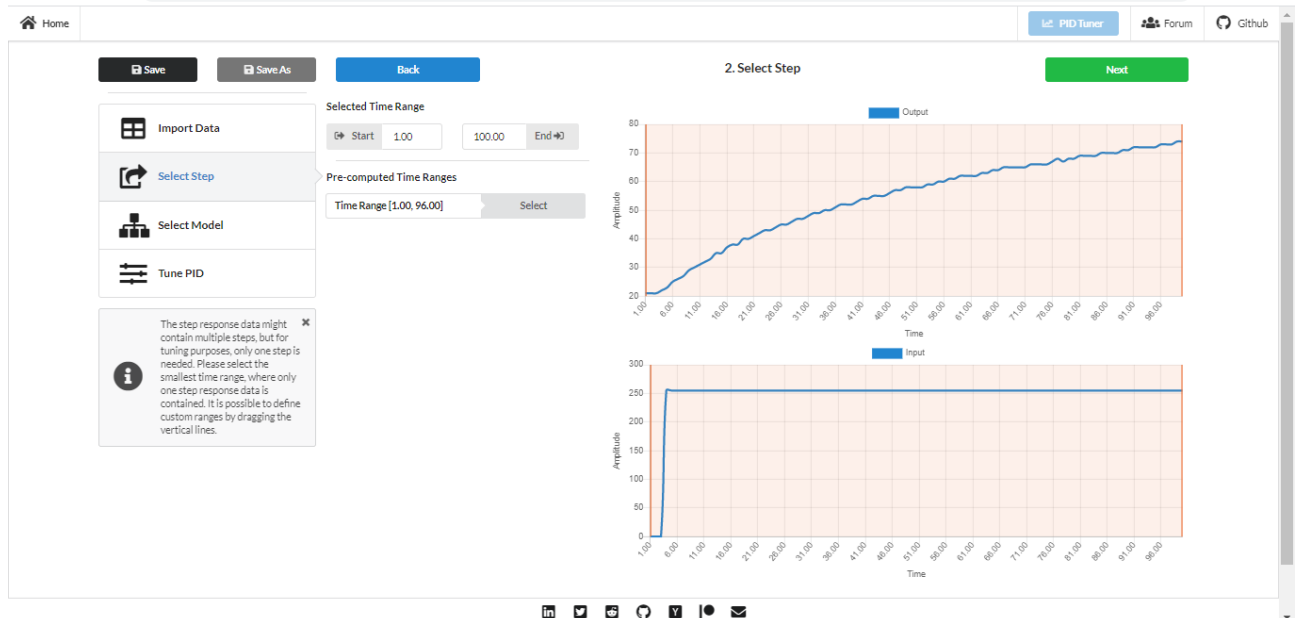 Home
PID Tuner
Forum
Github
Save
Save As
Back
2. Select Step
Next
Import Data
Select Step
Select Model
Tune PID
The step response data might
contain multiple steps, but for
tuning purposes, only one step is
needed. Please select the
smallest time range, where only
one step response data is
contained. It is possible to define
custom ranges by dragging the
vertical lines.
Selected Time Range
Start 1.00
100.00 End
Pre-computed Time Ranges
Time Range [1.00, 96.00]
Select
Output
80
70
60
50
40
30
20
Amplitude
1.00 6.00 11.00 16.00 21.00 26.00 31.00 36.00 41.00 46.00 51.00 56.00 61.00 66.00 71.00 76.00 81.00 86.00 91.00 96.00
Time
Input
300
250
200
150
100
50
0
Amplitude
1.00 6.00 11.00 16.00 21.00 26.00 31.00 36.00 41.00 46.00 51.00 56.00 61.00 66.00 71.00 76.00 81.00 86.00 91.00 96.00
Time